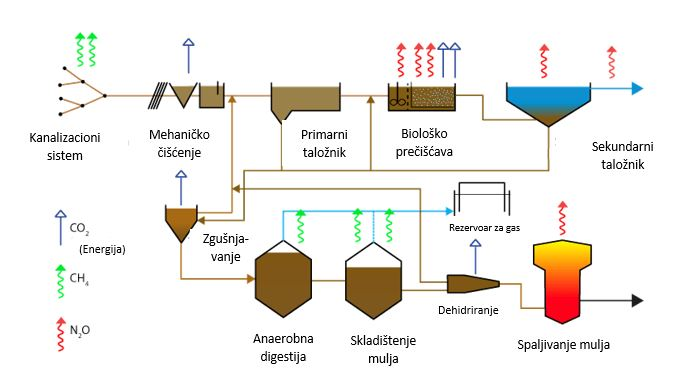 Kanalizacioni
sistem
Mehaničko
čišćenje
Primarni
taložnik
Biološko
prečišćava
Sekundarni
taložnik
CO2
(Energija)
CH4
N2O
Zgušnja-
vanje
Rezervoar za gas
Anaerobna
digestija
Skladištenje
mulja
Dehidriranje
Spaljivanje mulja